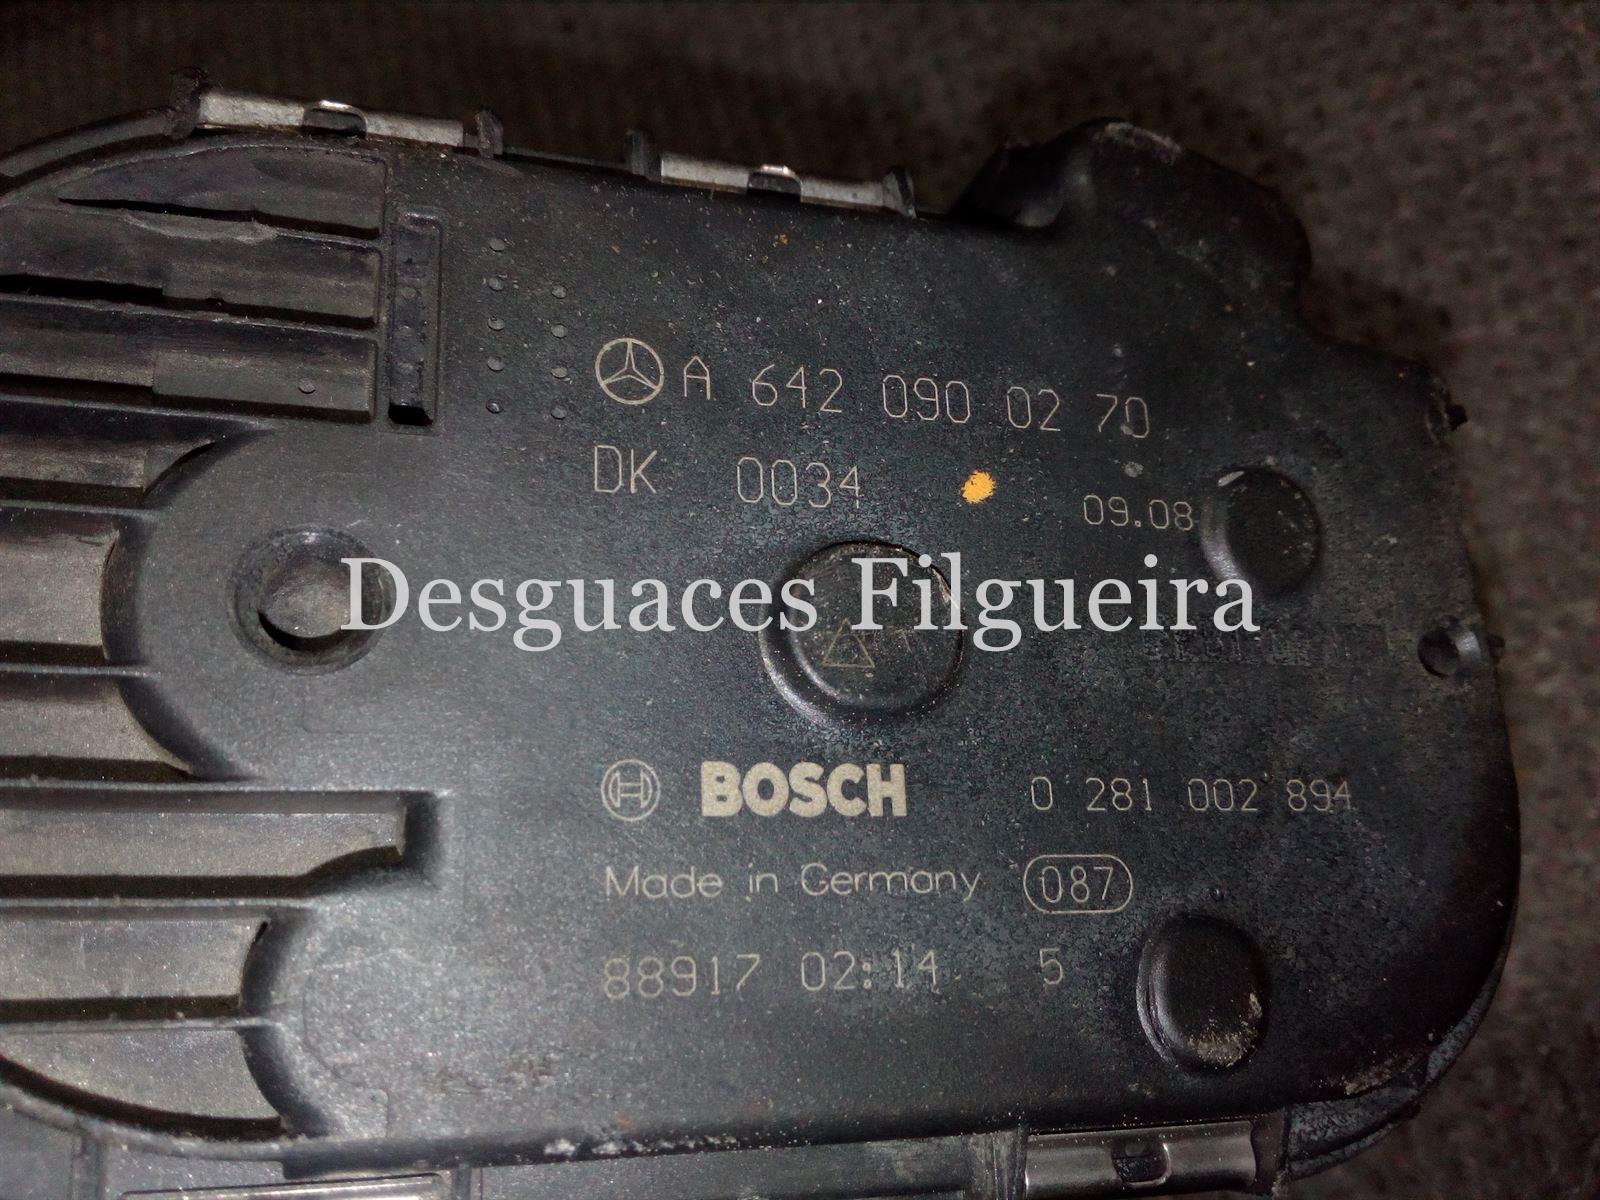 A 642 090 02 70
DK 0034
09.08
Desguaces Filgueira
BOSCH 0 281 002 894
Made in Germany 087
88917 02:14 5